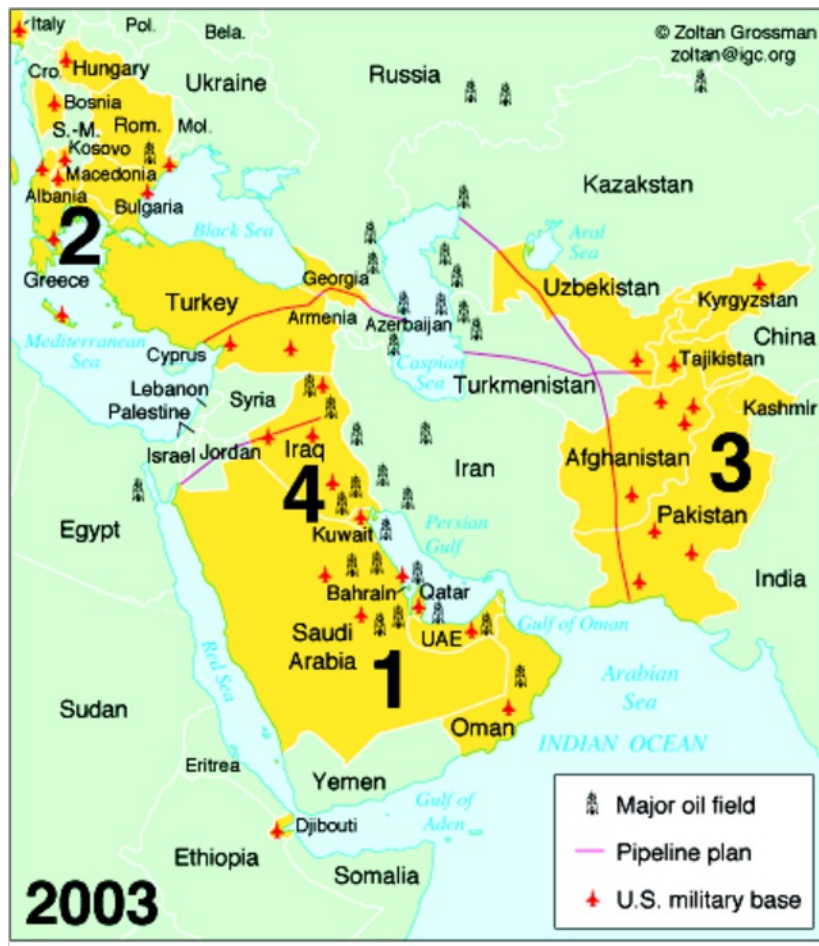 Italy
Pol.
Bela.
© Zoltan Grossman
zoltan@igc.org
Cro.
Hungary
Ukraine
Russia
Bosnia
S.-M.
Rom.
Mol.
Kosovo
Macedonia
Albania
Bulgaria
2
Greece
Black Sea
Kazakstan
Aral
Sea
Georgia
Uzbekistan
Kyrgyzstan
Turkey
Armenia
Azerbaijan
China
Mediterranean
Sea
Cyprus
Caspian
Sea
Turkmenistan
Tajikistan
Lebanon
Palestine
Syria
Kashmir
Israel
Jordan
Iraq
Iran
Afghanistan
3
4
Pakistan
Egypt
Kuwait
Persian
Gulf
India
Bahrain
Qatar
Saudi
Arabia
UAE
Gulf of Oman
1
Red Sea
Arabian
Sea
Sudan
Oman
INDIAN OCEAN
Eritrea
Yemen
Gulf of
Aden
Djibouti
Ethiopia
Somalia
Major oil field
Pipeline plan
U.S. military base
2003